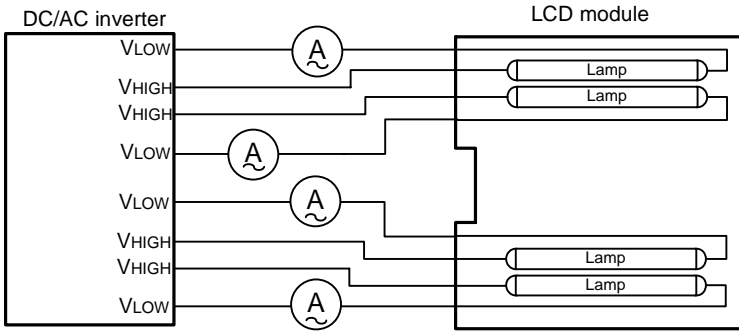 DC/AC inverter
LCD module
VLOW
A
Lamp
VHIGH
Lamp
VHIGH
VLOW
A
VLOW
A
VHIGH
Lamp
VHIGH
Lamp
VLOW
A